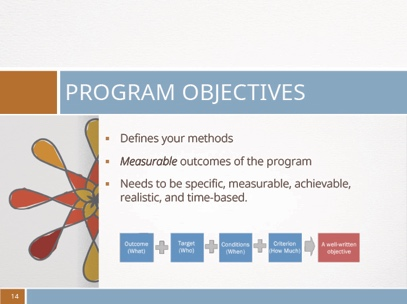 PROGRAM OBJECTIVES
Defines your methods
Measurable outcomes of the program
Needs to be specific, measurable, achievable,
realistic, and time-based.
Outcome
(What)
Target
(Who)
Conditions
(When)
Criterion
(How Much)
A well-written
objective
14